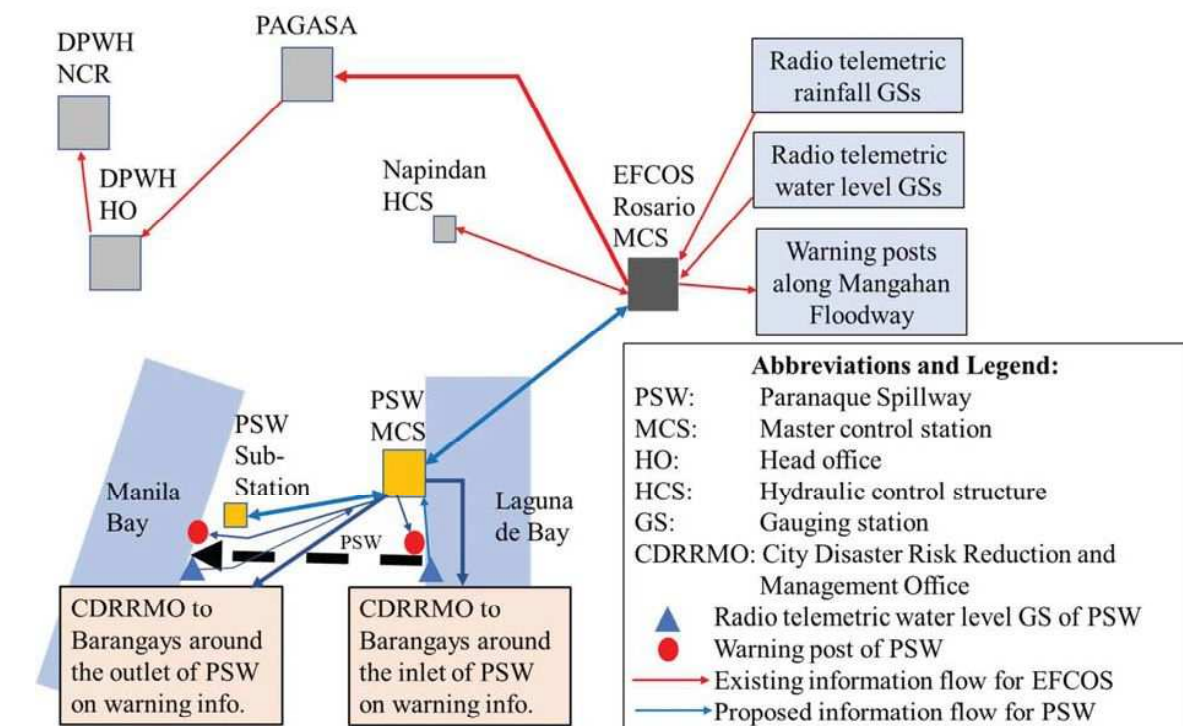 DPWH
NCR
PAGASA
DPWH
HO
Napindan
HCS
EFCOS
Rosario
MCS
Radio telemetric
rainfall GSs
Radio telemetric
water level GSs
Warning posts
along Mangahan
Floodway
PSW
MCS
PSW
Sub-
Station
Manila
Bay
Laguna
de Bay
PSW
CDRRMO to
Barangays around
the outlet of PSW
on warning info.
CDRRMO to
Barangays around
the inlet of PSW
on warning info.
Abbreviations and Legend:
PSW: Paranaque Spillway
MCS: Master control station
HO: Head office
HCS: Hydraulic control structure
GS: Gauging station
CDRRMO: City Disaster Risk Reduction and
Management Office
Radio telemetric water level GS of PSW
Warning post of PSW
Existing information flow for EFCOS
Proposed information flow for PSW